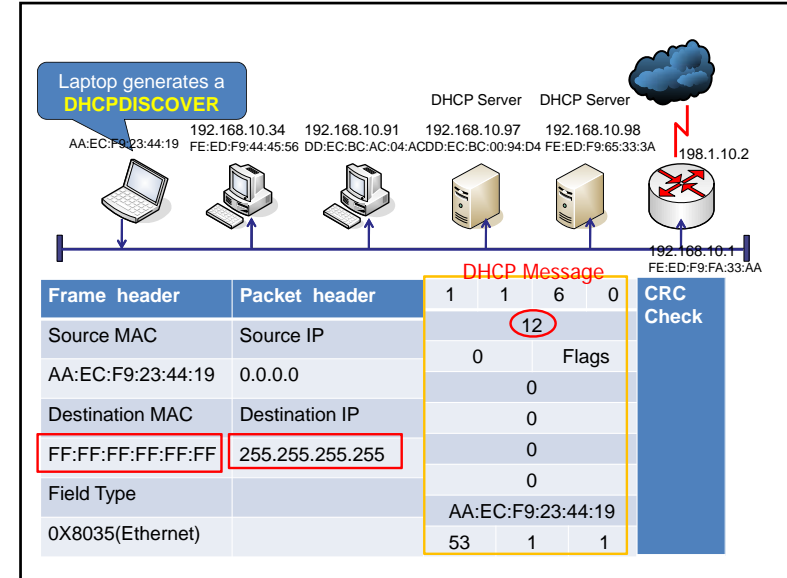 Laptop generates a
DHCPDISCOVER
DHCP Server DHCP Server
192.168.10.34 192.168.10.91 192.168.10.97 192.168.10.98
AA:EC:F9:23:44:19 FE:ED:F9:44:45:56 DD:EC:BC:AC:04:AC DD:EC:BC:00:94:D4 FE:ED:F9:65:33:3A
198.1.10.2
192.168.10.1
FE:ED:F9:FA:33:AA
DHCP Message
Frame header Packet header 1 1 6 0 CRC
Check
Source MAC Source IP 12
0 Flags
AA:EC:F9:23:44:19 0.0.0.0 0
Destination MAC Destination IP 0
FF:FF:FF:FF:FF:FF 255.255.255.255 0
0
Field Type
AA:EC:F9:23:44:19
0X8035(Ethernet) 53 1 1